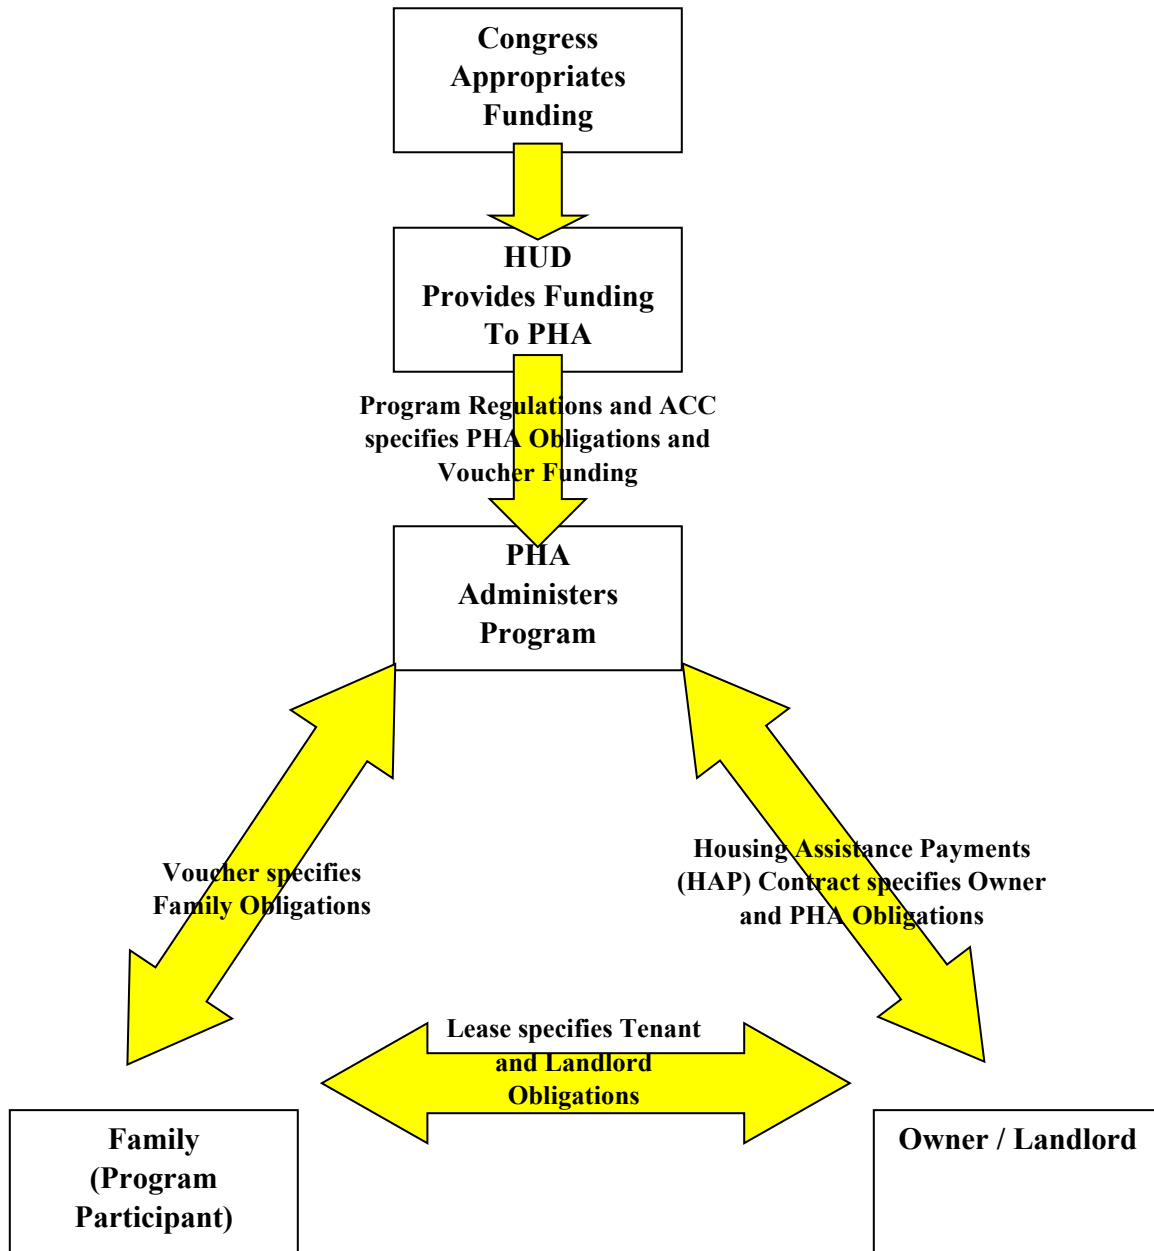 Congress
Appropriates
Funding
HUD
Provides Funding
To PHA
Program Regulations and ACC
specifies PHA Obligations and
Voucher Funding
PHA
Administers
Program
Voucher specifies
Family Obligations
Housing Assistance Payments
(HAP) Contract specifies Owner
and PHA Obligations
Lease specifies Tenant
and Landlord
Obligations
Family
(Program
Participant)
Owner / Landlord